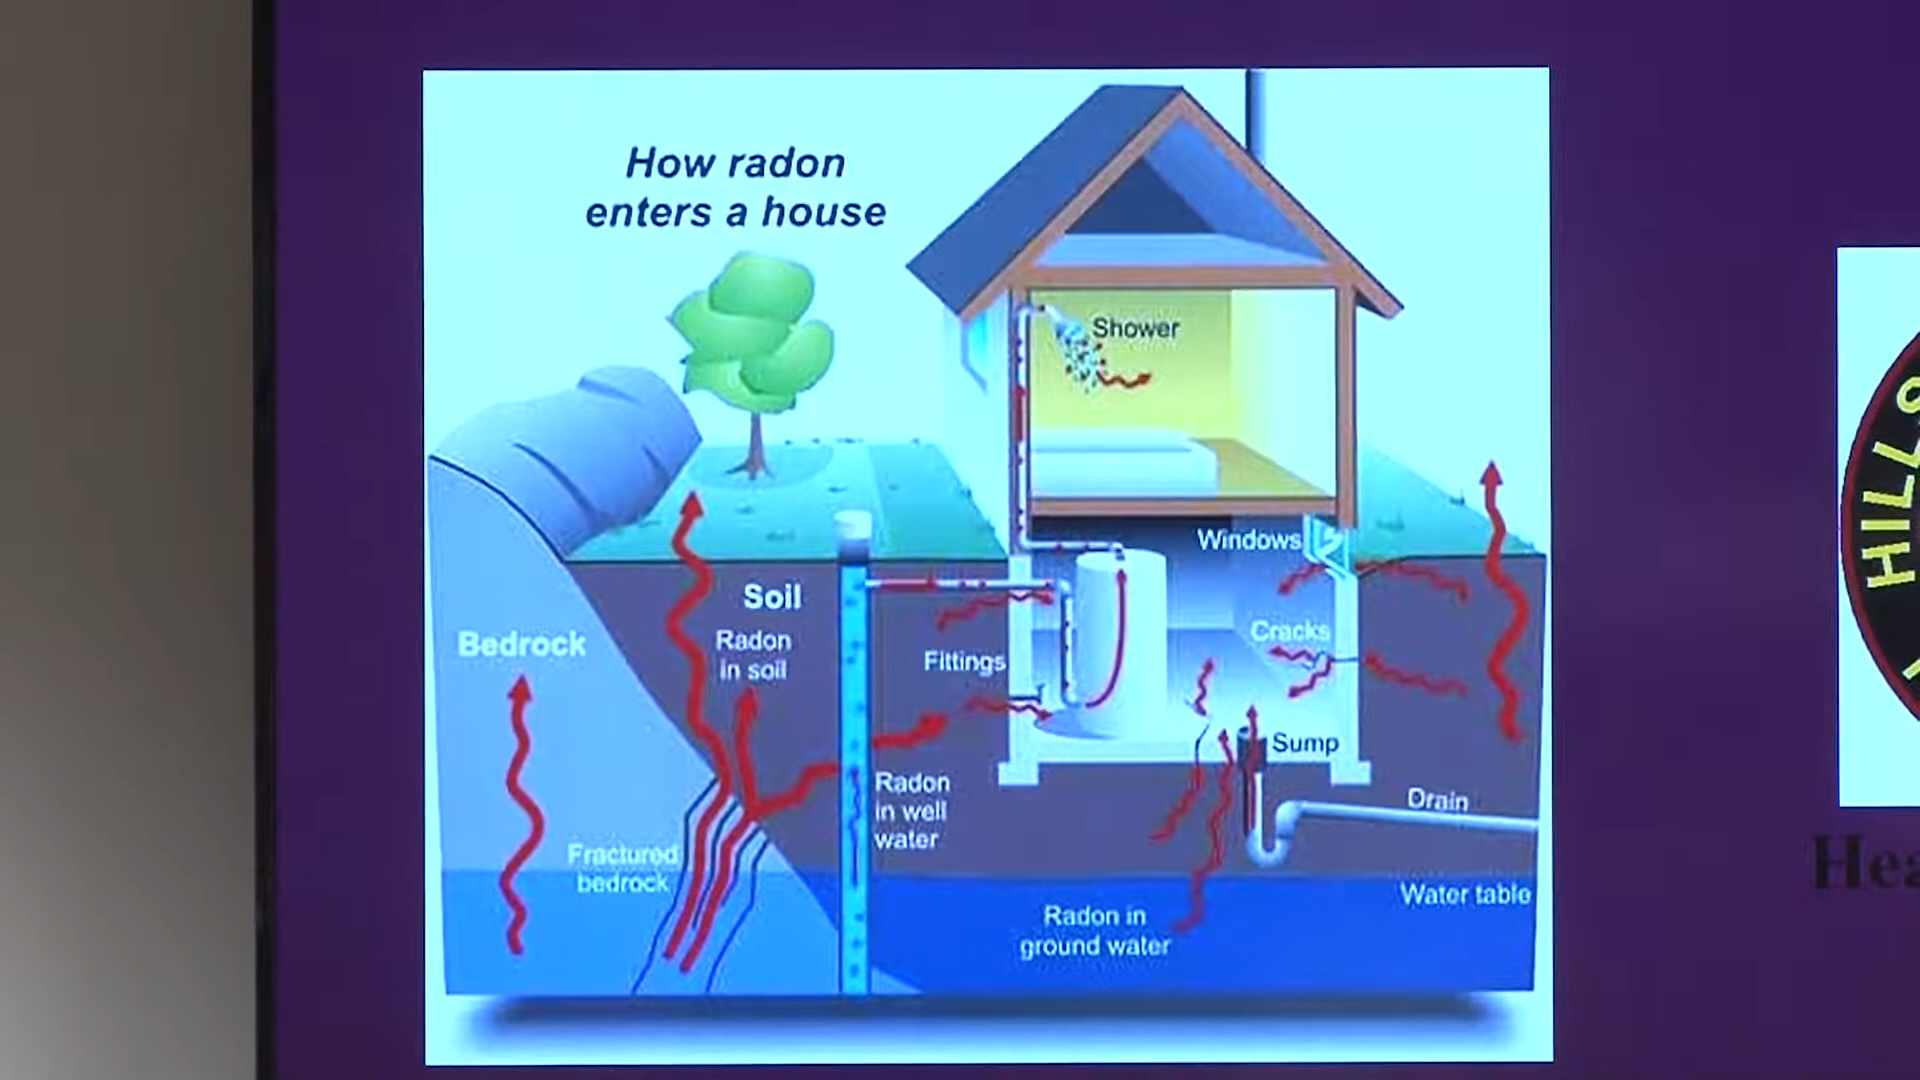 How radon
enters a house
Shower
Windows
Soil
Bedrock
Radon
in soil
Fittings
Cracks
Sump
Radon
in well
water
Drain
Fractured
bedrock
Water table
Radon in
ground water
HILLS